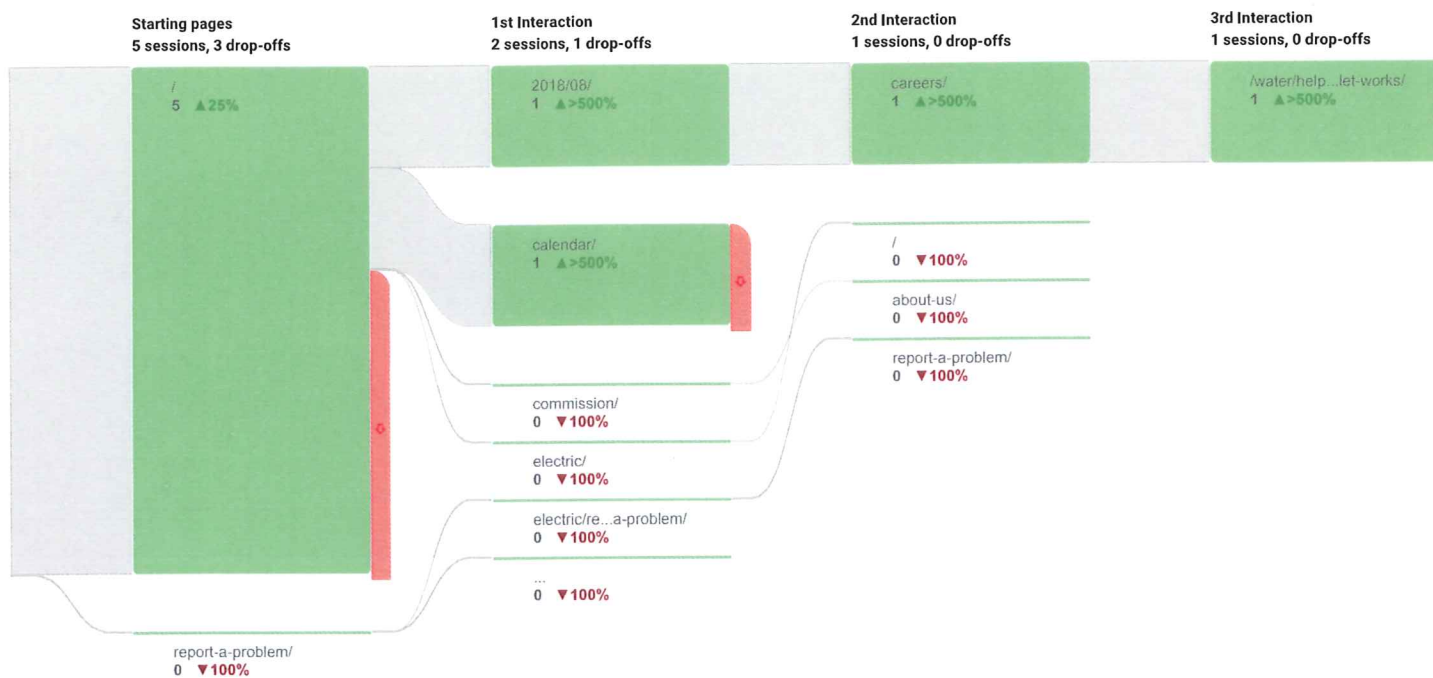 Starting pages
5 sessions, 3 drop-offs
1st Interaction
2 sessions, 1 drop-offs
2nd Interaction
1 sessions, 0 drop-offs
3rd Interaction
1 sessions, 0 drop-offs
/
5 ▲25%
2018/08/
1 ▲>500%
careers/
1 ▲>500%
/water/help...let-works/
1 ▲>500%
calendar/
1 ▲>500%
/
0 ▼100%
about-us/
0 ▼100%
report-a-problem/
0 ▼100%
commission/
0 ▼100%
electric/
0 ▼100%
electric/re...a-problem/
0 ▼100%
...
0 ▼100%
report-a-problem/
0 ▼100%